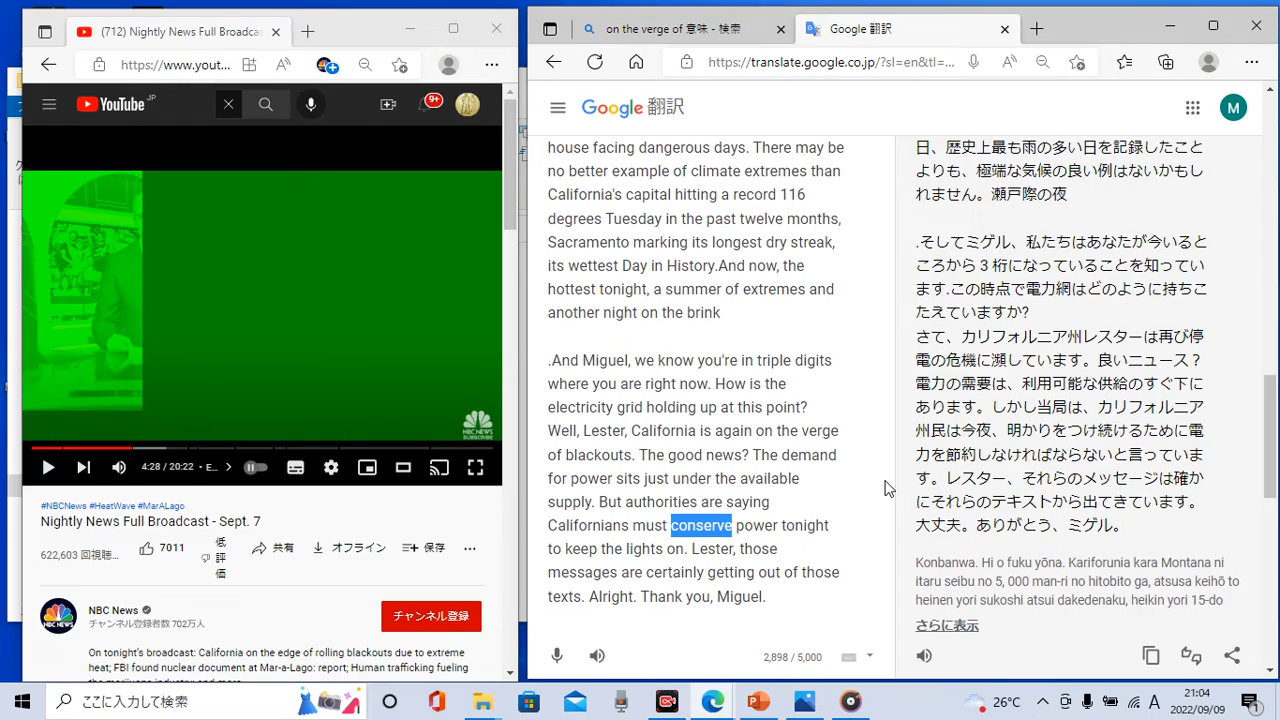 (712) Nightly News Full Broadcas
https://www.yout...
YouTube JP
9+
NBC NEWS
SUBSCRIBE
4:28 / 20:22 • E...
#NBCNews #HeatWave #MarALago
Nightly News Full Broadcast - Sept. 7
622,603 回視聴...
7011
低評価
共有
オフライン
保存
NBC News
チャンネル登録者数 702万人
チャンネル登録
On tonight's broadcast: California on the edge of rolling blackouts due to extreme
heat; FBI found nuclear document at Mar-a-Lago: report; Human trafficking fueling
the marijuana industry; and more.
on the verge of 意味 - 検索
Google 翻訳
https://translate.google.co.jp/?sl=en&tl=...
Google 翻訳
M
house facing dangerous days. There may be
no better example of climate extremes than
California's capital hitting a record 116
degrees Tuesday in the past twelve months,
Sacramento marking its longest dry streak,
its wettest Day in History.And now, the
hottest tonight, a summer of extremes and
another night on the brink
.And Miguel, we know you're in triple digits
where you are right now. How is the
electricity grid holding up at this point?
Well, Lester, California is again on the verge
of blackouts. The good news? The demand
for power sits just under the available
supply. But authorities are saying
Californians must conserve power tonight
to keep the lights on. Lester, those
messages are certainly getting out of those
texts. Alright. Thank you, Miguel.
2,898 / 5,000
日、歴史上最も雨の多い日を記録したこと
よりも、極端な気候の良い例はないかもし
れません。瀬戸際の夜
.そしてミゲル、私たちはあなたが今いると
ころから 3 桁になっていることを知ってい
ます.この時点で電力網はどのように持ちこ
たえていますか?
さて、カリフォルニア州レスターは再び停
電の危機に瀕しています。良いニュース？
電力の需要は、利用可能な供給のすぐ下に
あります。しかし当局は、カリフォルニア
州民は今夜、明かりをつけ続けるために電
力を節約しなければならないと言っていま
す。レスター、それらのメッセージは確か
にそれらのテキストから出てきています。
大丈夫。ありがとう、ミゲル。
Konbanwa. Hi o fuku yōna. Kariforunia kara Montana ni
itaru seibu no 5, 000 man-ri no hitobito ga, atsusa keihō to
heinen yori sukoshi atsui dakedenaku, heikin yori 15-do
さらに表示
ここに入力して検索
26°C
A
21:04
2022/09/09
1